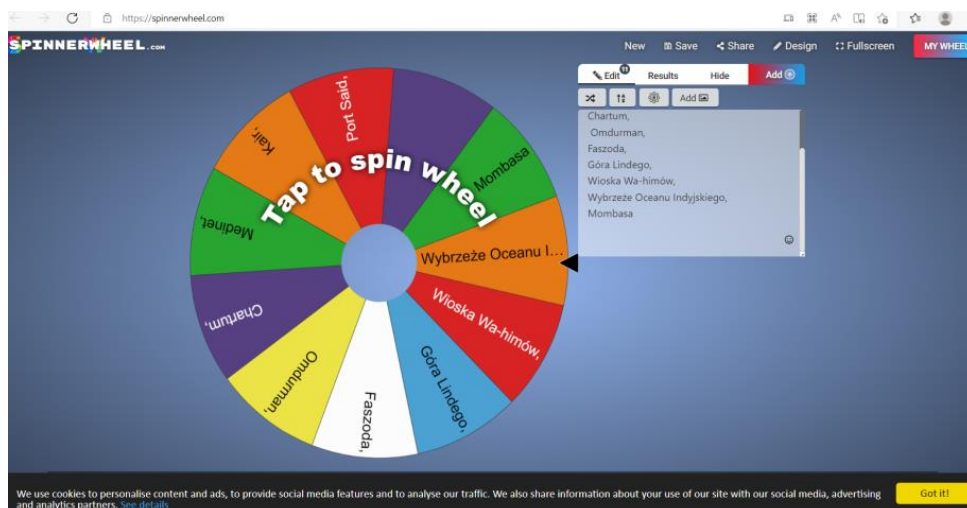 https://spinnerwheel.com
SPINNERWHEEL.COM
New Save Share Design Fullscreen MY WHEEL
Edit 11 Results Hide Add
Add
Chartum,
Omdurman,
Faszoda,
Góra Lindego,
Wioska Wa-himów,
Wybrzeże Oceanu Indyjskiego,
Mombasa
Tap to spin wheel
Port Said,
Mombasa
Wybrzeże Oceanu I...
Wioska Wa-himów,
Góra Lindego,
Faszoda,
Omdurman,
Chartum,
Medinet,
Kair,
We use cookies to personalise content and ads, to provide social media features and to analyse our traffic. We also share information about your use of our site with our social media, advertising
and analytics partners. See details
Got it!